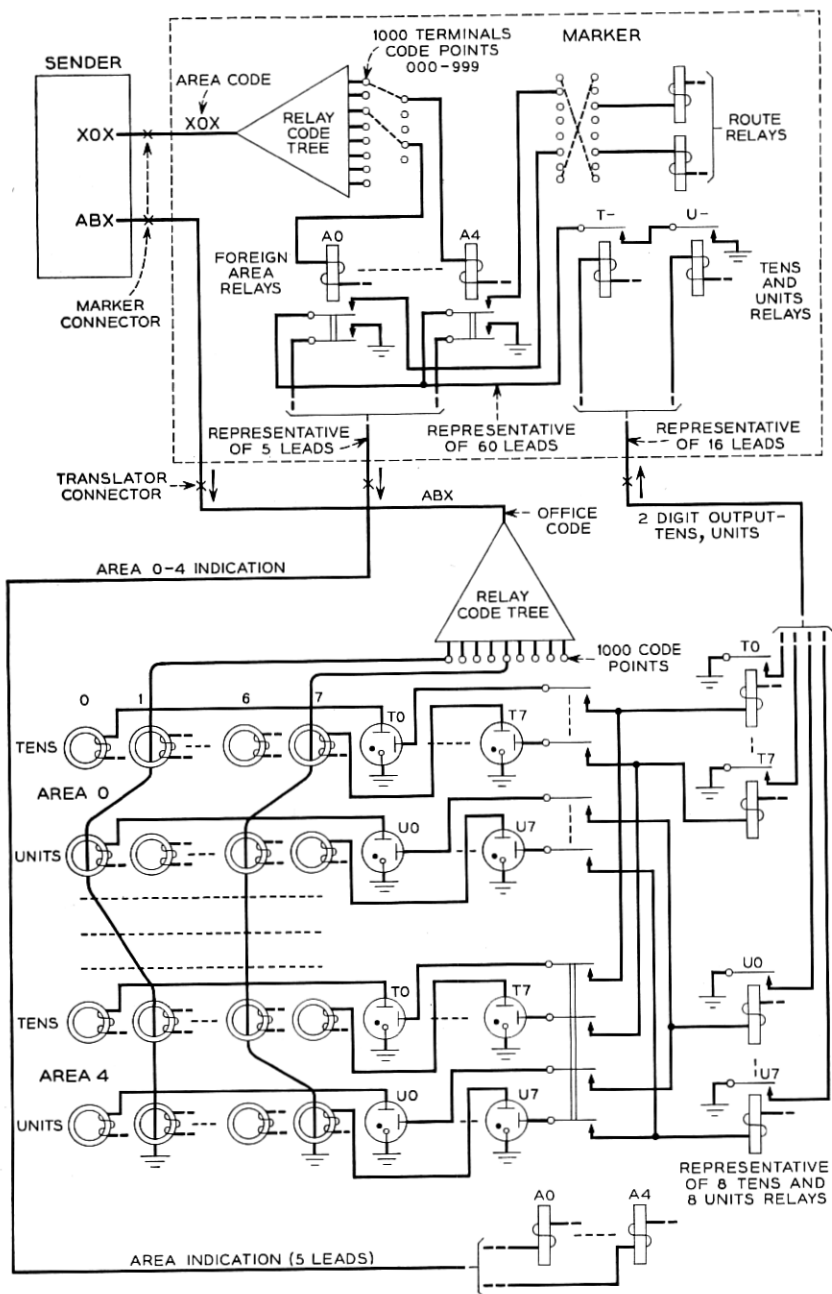 SENDER
XOX
ABX
MARKER
CONNECTOR
AREA CODE
XOX
RELAY
CODE
TREE
1000 TERMINALS
CODE POINTS
000-999
MARKER
ROUTE
RELAYS
FOREIGN
AREA
RELAYS
A0
A4
T-
U-
TENS
AND
UNITS
RELAYS
REPRESENTATIVE
OF 5 LEADS
REPRESENTATIVE
OF 60 LEADS
REPRESENTATIVE
OF 16 LEADS
TRANSLATOR
CONNECTOR
ABX
OFFICE
CODE
2 DIGIT OUTPUT-
TENS, UNITS
AREA 0-4 INDICATION
RELAY
CODE TREE
1000 CODE
POINTS
0
1
6
7
TENS
T0
T7
T0
T7
AREA 0
UNITS
U0
U7
TENS
T0
T7
U0
AREA 4
UNITS
U0
U7
U7
REPRESENTATIVE
OF 8 TENS AND
8 UNITS RELAYS
A0
A4
AREA INDICATION (5 LEADS)